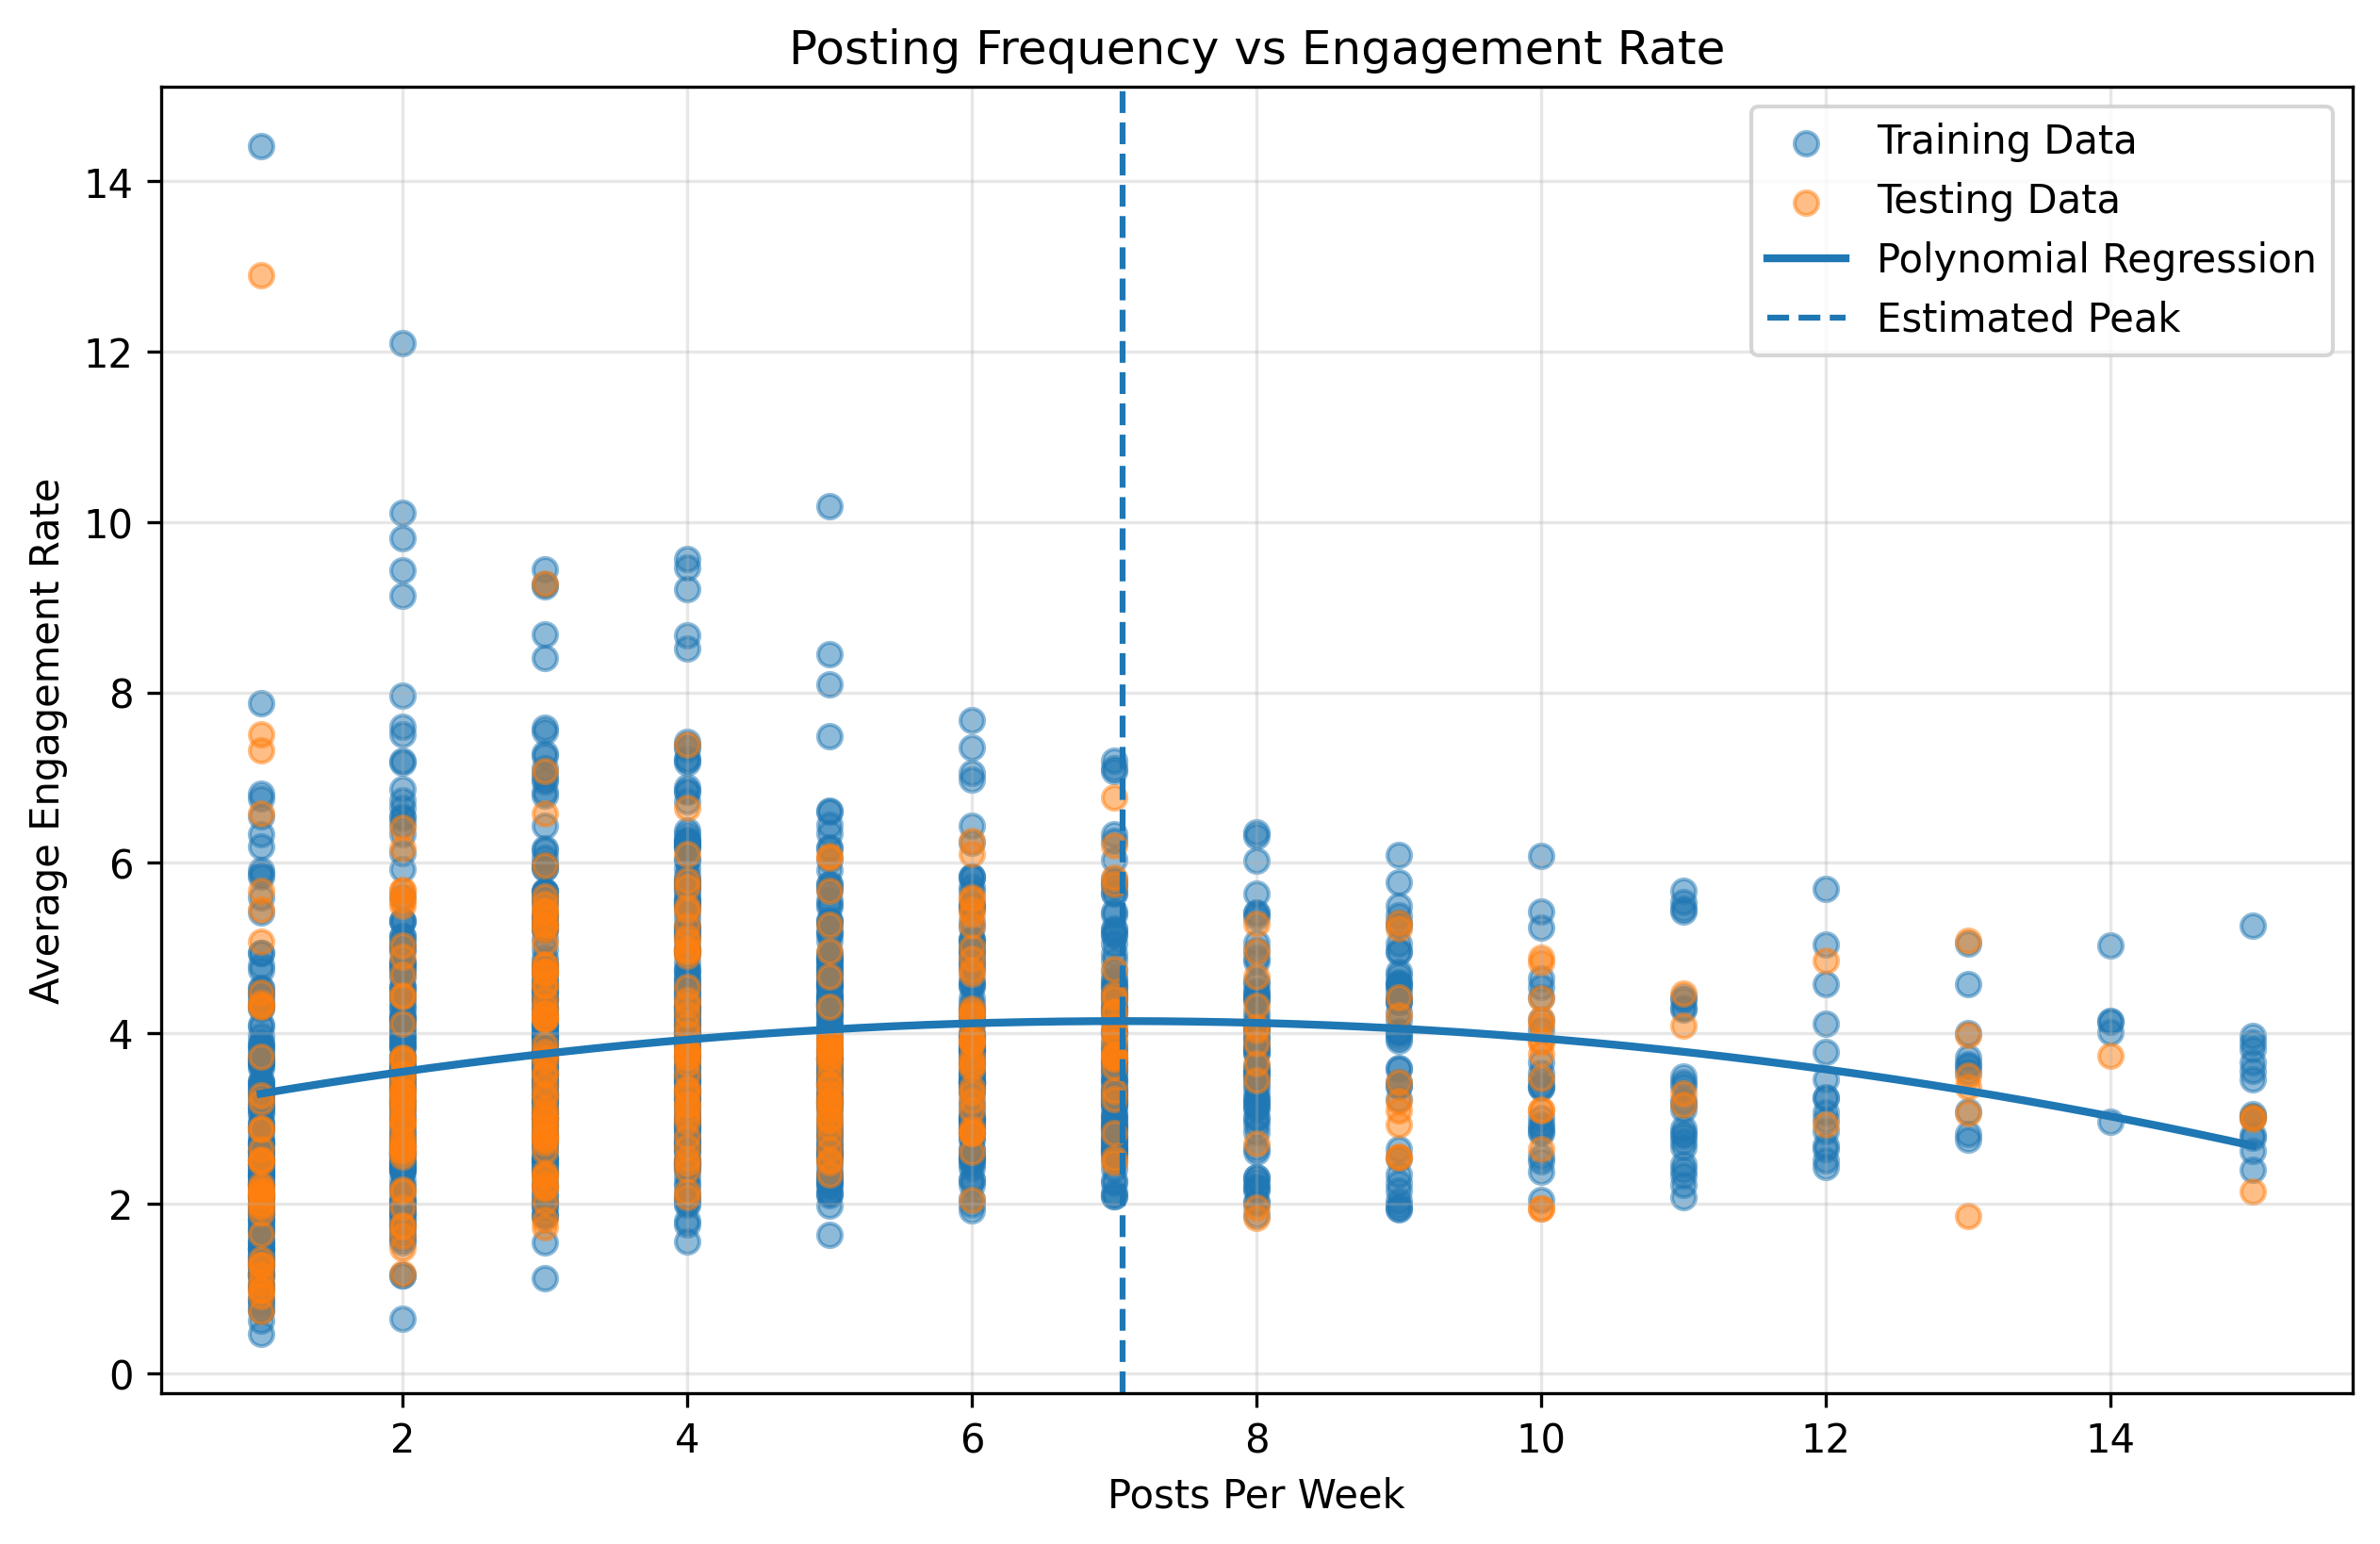 Posting Frequency vs Engagement Rate
Training Data
Testing Data
Polynomial Regression
Estimated Peak
Average Engagement Rate
14
12
10
8
6
4
2
0
2 4 6 8 10 12 14
Posts Per Week